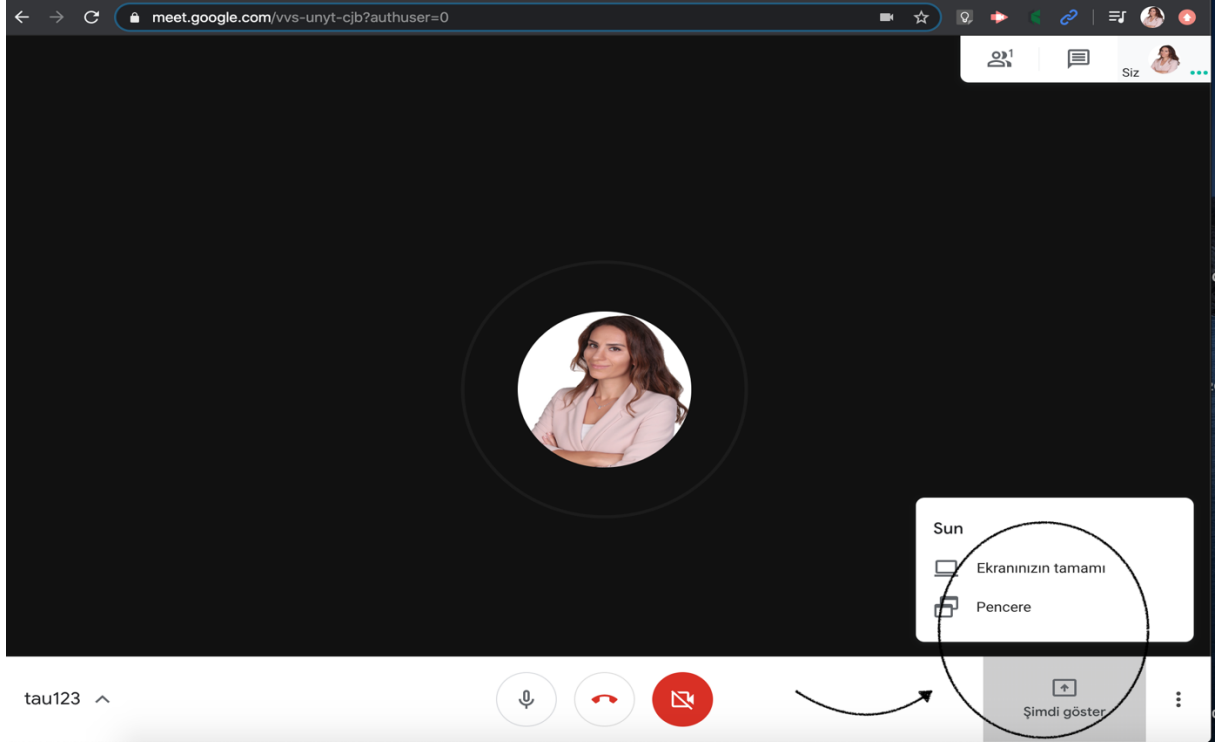 meet.google.com/vvs-unyt-cjb?authuser=0
1
Siz
Sun
Ekranınızın tamamı
Pencere
tau123
Şimdi göster